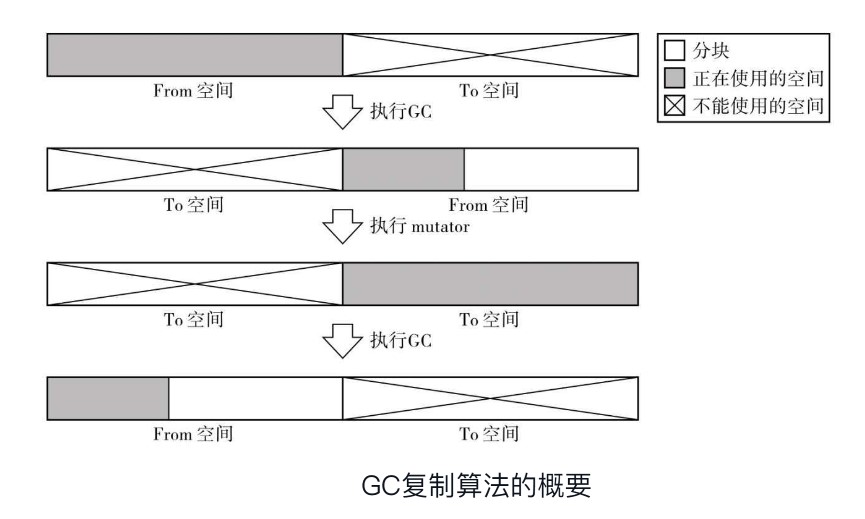 分块
正在使用的空间
不能使用的空间
From 空间 To 空间
执行GC
To 空间 From 空间
执行 mutator
To 空间 To 空间
执行GC
From 空间 To 空间
GC复制算法的概要